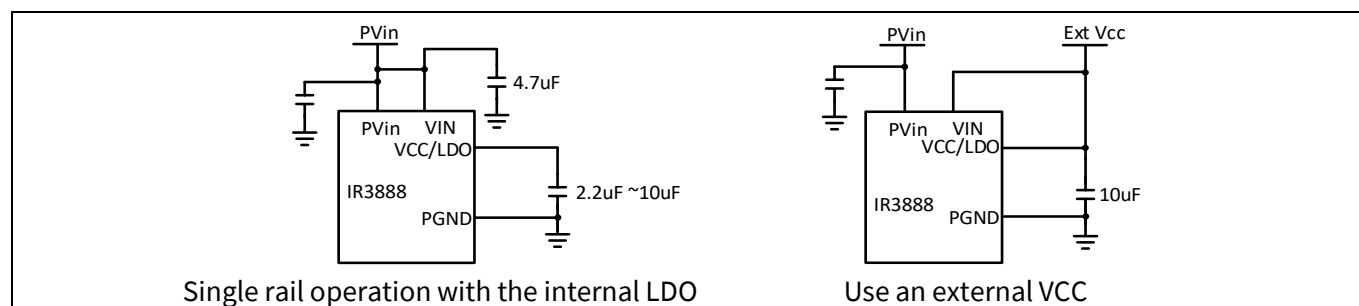 PVin
4.7uF
PVin
VIN
VCC/LDO
IR3888
2.2uF ~10uF
PGND
Single rail operation with the internal LDO
PVin
Ext Vcc
PVin
VIN
VCC/LDO
IR3888
10uF
PGND
Use an external VCC